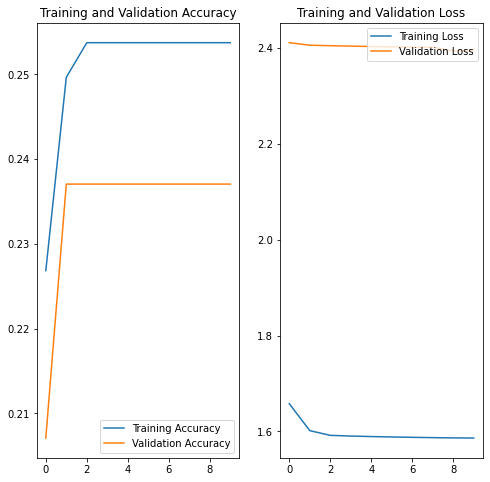 Training and Validation Accuracy
0.25
0.24
0.23
0.22
0.21
Training Accuracy
Validation Accuracy
0 2 4 6 8
Training and Validation Loss
2.4
2.2
2.0
1.8
1.6
Training Loss
Validation Loss
0 2 4 6 8